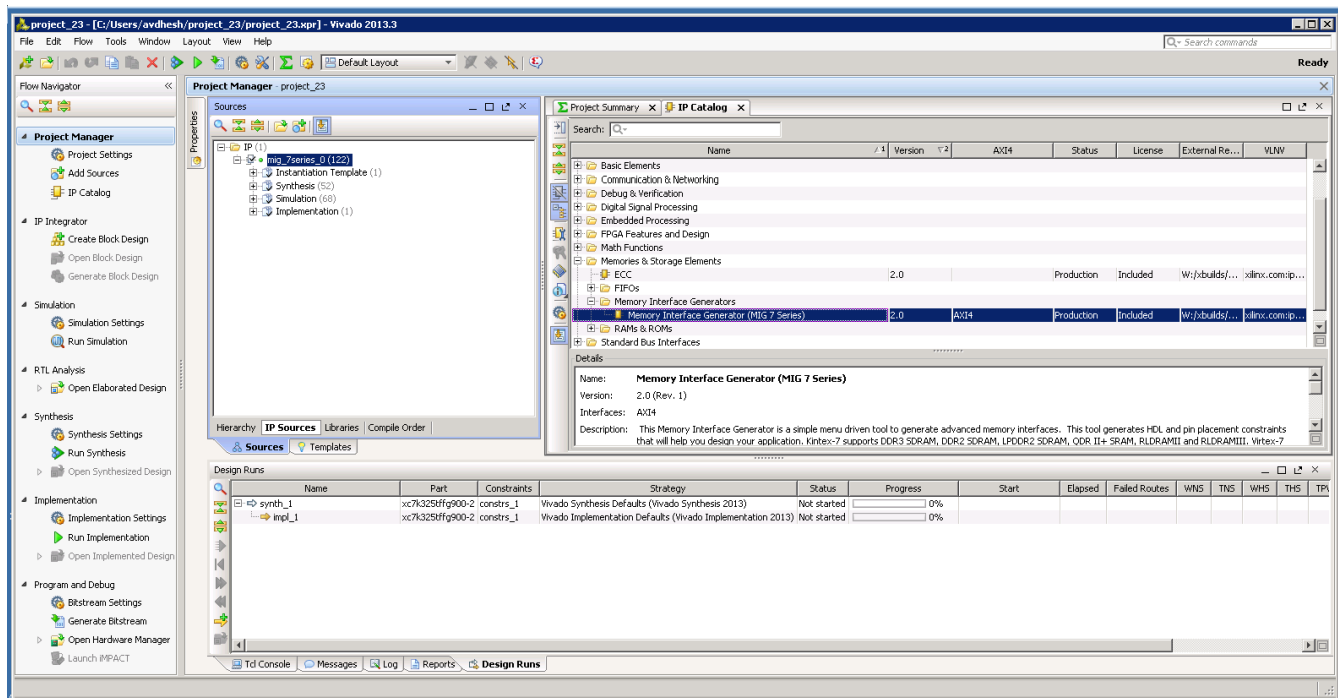 project_23 - [C:/Users/avdhesh/project_23/project_23.xpr] - Vivado 2013.3
File Edit Flow Tools Window Layout View Help
Q- Search commands
Default Layout
Ready
Flow Navigator
Project Manager
Project Settings
Add Sources
IP Catalog
IP Integrator
Create Block Design
Open Block Design
Generate Block Design
Simulation
Simulation Settings
Run Simulation
RTL Analysis
Open Elaborated Design
Synthesis
Synthesis Settings
Run Synthesis
Open Synthesized Design
Implementation
Implementation Settings
Run Implementation
Open Implemented Design
Program and Debug
Bitstream Settings
Generate Bitstream
Open Hardware Manager
Launch iMPACT
Project Manager - project_23
Properties
Sources
IP (1)
mig_7series_0 (122)
Instantiation Template (1)
Synthesis (52)
Simulation (68)
Implementation (1)
Hierarchy IP Sources Libraries Compile Order
Sources Templates
Project Summary IP Catalog
Search: Q-
Name 1 Version 2 AXI4 Status License External Re... VLNV
Basic Elements
Communication & Networking
Debug & Verification
Digital Signal Processing
Embedded Processing
FPGA Features and Design
Math Functions
Memories & Storage Elements
ECC 2.0 Production Included W:/xbuilds/... xilinx.com:ip...
FIFOs
Memory Interface Generators
Memory Interface Generator (MIG 7 Series) 2.0 AXI4 Production Included W:/xbuilds/... xilinx.com:ip...
RAMs & ROMs
Standard Bus Interfaces
Details
Name: Memory Interface Generator (MIG 7 Series)
Version: 2.0 (Rev. 1)
Interfaces: AXI4
Description: This Memory Interface Generator is a simple menu driven tool to generate advanced memory interfaces. This tool generates HDL and pin placement constraints
that will help you design your application. Kintex-7 supports DDR3 SDRAM, DDR2 SDRAM, LPDDR2 SDRAM, QDR II+ SRAM, RLDRAMII and RLDRAMIII. Virtex-7
Design Runs
Name Part Constraints Strategy Status Progress Start Elapsed Failed Routes WNS TNS WHS THS TPV
synth_1 xc7k325tffg900-2 constrs_1 Vivado Synthesis Defaults (Vivado Synthesis 2013) Not started 0%
impl_1 xc7k325tffg900-2 constrs_1 Vivado Implementation Defaults (Vivado Implementation 2013) Not started 0%
Tcl Console Messages Log Reports Design Runs